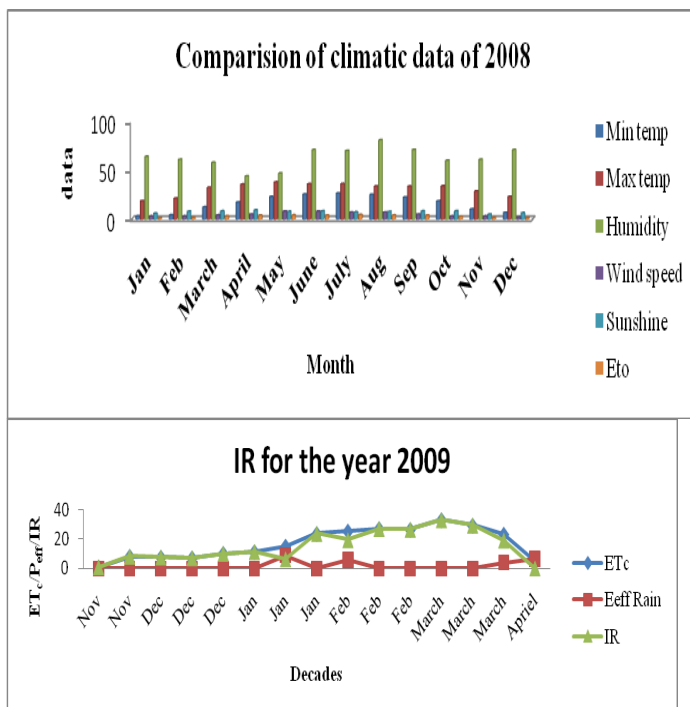 Comparision of climatic data of 2008
100
50
0
data
Jan Feb March April May June July Aug Sep Oct Nov Dec
Month
Min temp
Max temp
Humidity
Wind speed
Sunshine
Eto
IR for the year 2009
40
20
0
ETc/Peff/IR
Nov Nov Dec Dec Dec Jan Jan Jan Feb Feb Feb March March March Apriel
Decades
ETc
Eeff Rain
IR